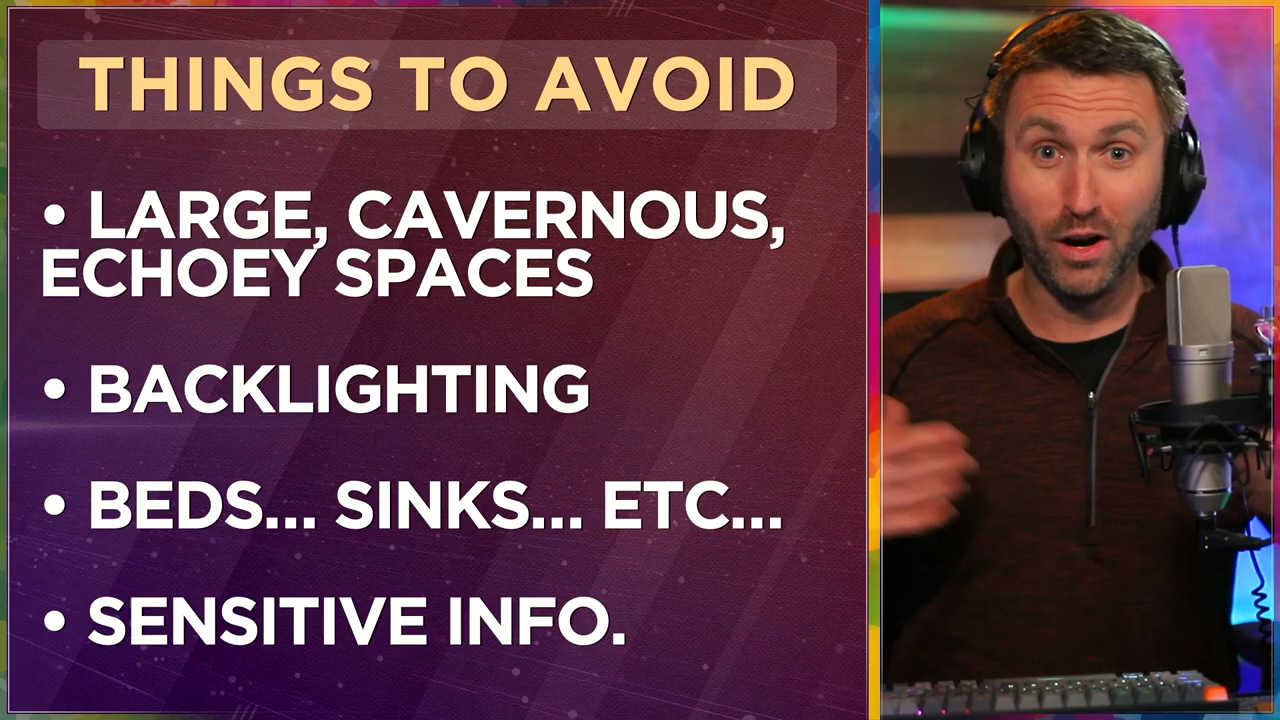 THINGS TO AVOID
• LARGE, CAVERNOUS,
ECHOEY SPACES
• BACKLIGHTING
• BEDS... SINKS... ETC...
• SENSITIVE INFO.